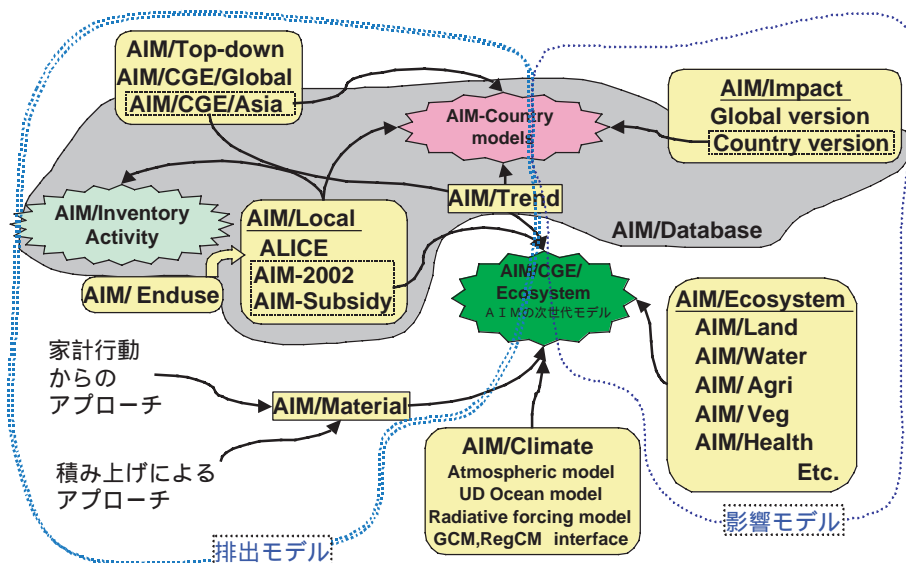 AIM/Top-down
AIM/CGE/Global
AIM/CGE/Asia
AIM-Country
models
AIM/Impact
Global version
Country version
AIM/Inventory
Activity
AIM/Local
ALICE
AIM-2002
AIM-Subsidy
AIM/Trend
AIM/Database
AIM/ Enduse
AIM/CGE/
Ecosystem
AIMの次世代モデル
AIM/Ecosystem
AIM/Land
AIM/Water
AIM/ Agri
AIM/ Veg
AIM/Health
Etc.
家計行動
からの
アプローチ
AIM/Material
積み上げによる
アプローチ
AIM/Climate
Atmospheric model
UD Ocean model
Radiative forcing model
GCM,RegCM interface
排出モデル
影響モデル